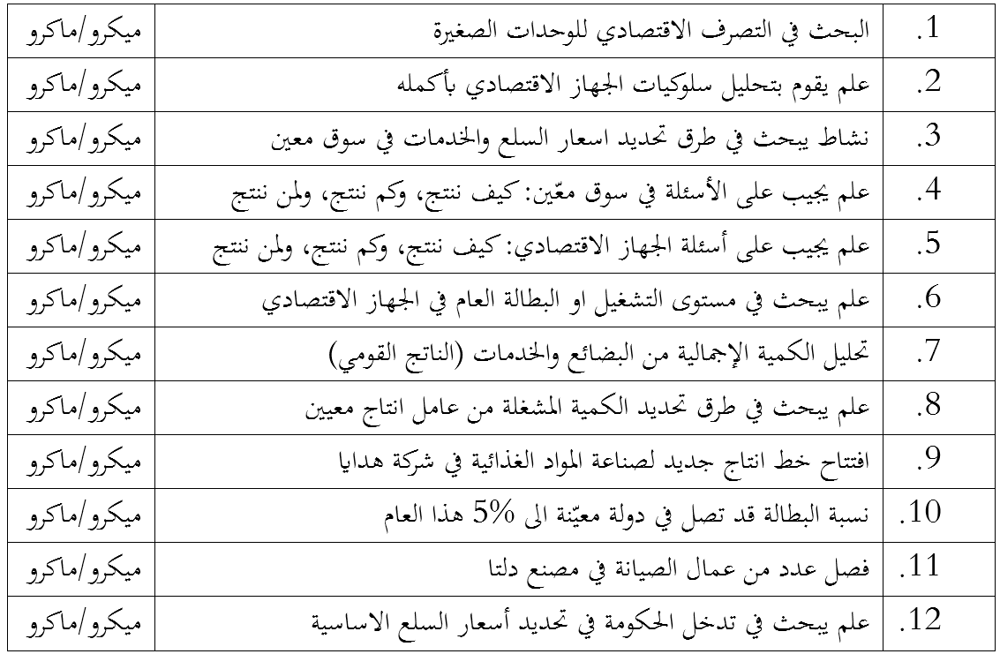 1. البحث في التصرف الاقتصادي للوحدات الصغيرة ميكرو/ماكرو
2. علم يقوم بتحليل سلوكيات الجهاز الاقتصادي بأكمله ميكرو/ماكرو
3. نشاط يبحث في طرق تحديد اسعار السلع والخدمات في سوق معين ميكرو/ماكرو
4. علم يجيب على الأسئلة في سوق معّين: كيف ننتج، وكم ننتج، ولمن ننتج ميكرو/ماكرو
5. علم يجيب على أسئلة الجهاز الاقتصادي: كيف ننتج، وكم ننتج، ولمن ننتج ميكرو/ماكرو
6. علم يبحث في مستوى التشغيل او البطالة العام في الجهاز الاقتصادي ميكرو/ماكرو
7. تحليل الكمية الإجمالية من البضائع والخدمات (الناتج القومي) ميكرو/ماكرو
8. علم يبحث في طرق تحديد الكمية المشغلة من عامل انتاج معيين ميكرو/ماكرو
9. افتتاح خط انتاج جديد لصناعة المواد الغذائية في شركة هدايا ميكرو/ماكرو
10. نسبة البطالة قد تصل في دولة معيّنة الى 5% هذا العام ميكرو/ماكرو
11. فصل عدد من عمال الصيانة في مصنع دلتا ميكرو/ماكرو
12. علم يبحث في تدخل الحكومة في تحديد أسعار السلع الاساسية ميكرو/ماكرو